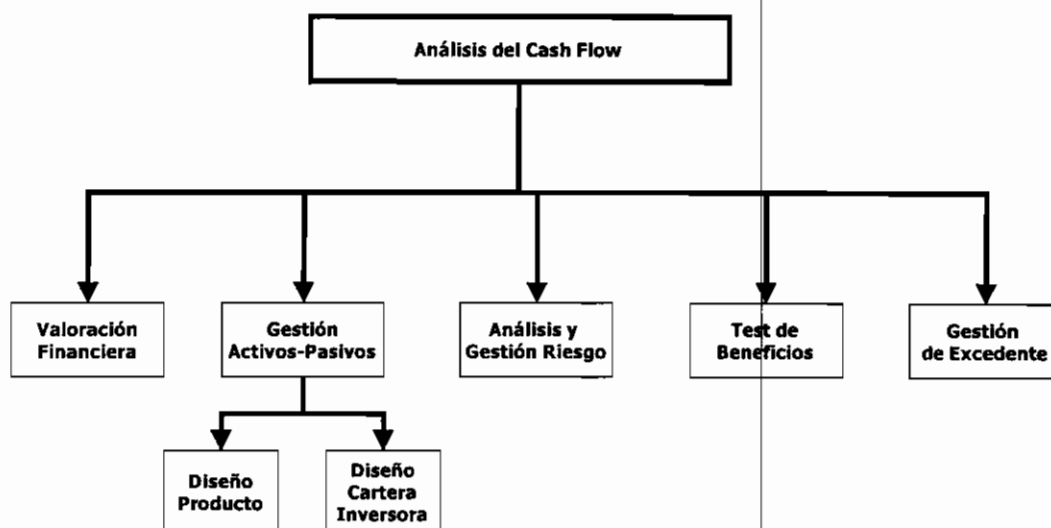 Análisis del Cash Flow
Valoración
Financiera
Gestión
Activos-Pasivos
Análisis y
Gestión Riesgo
Test de
Beneficios
Gestión
de Excedente
Diseño
Producto
Diseño
Cartera
Inversora